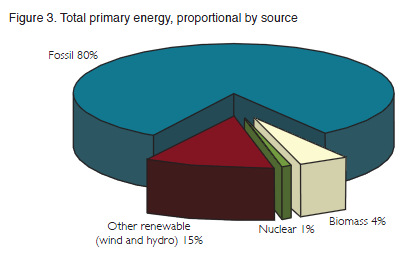 Figure 3. Total primary energy, proportional by source
Fossil 80%
Other renewable
(wind and hydro) 15%
Nuclear 1%
Biomass 4%